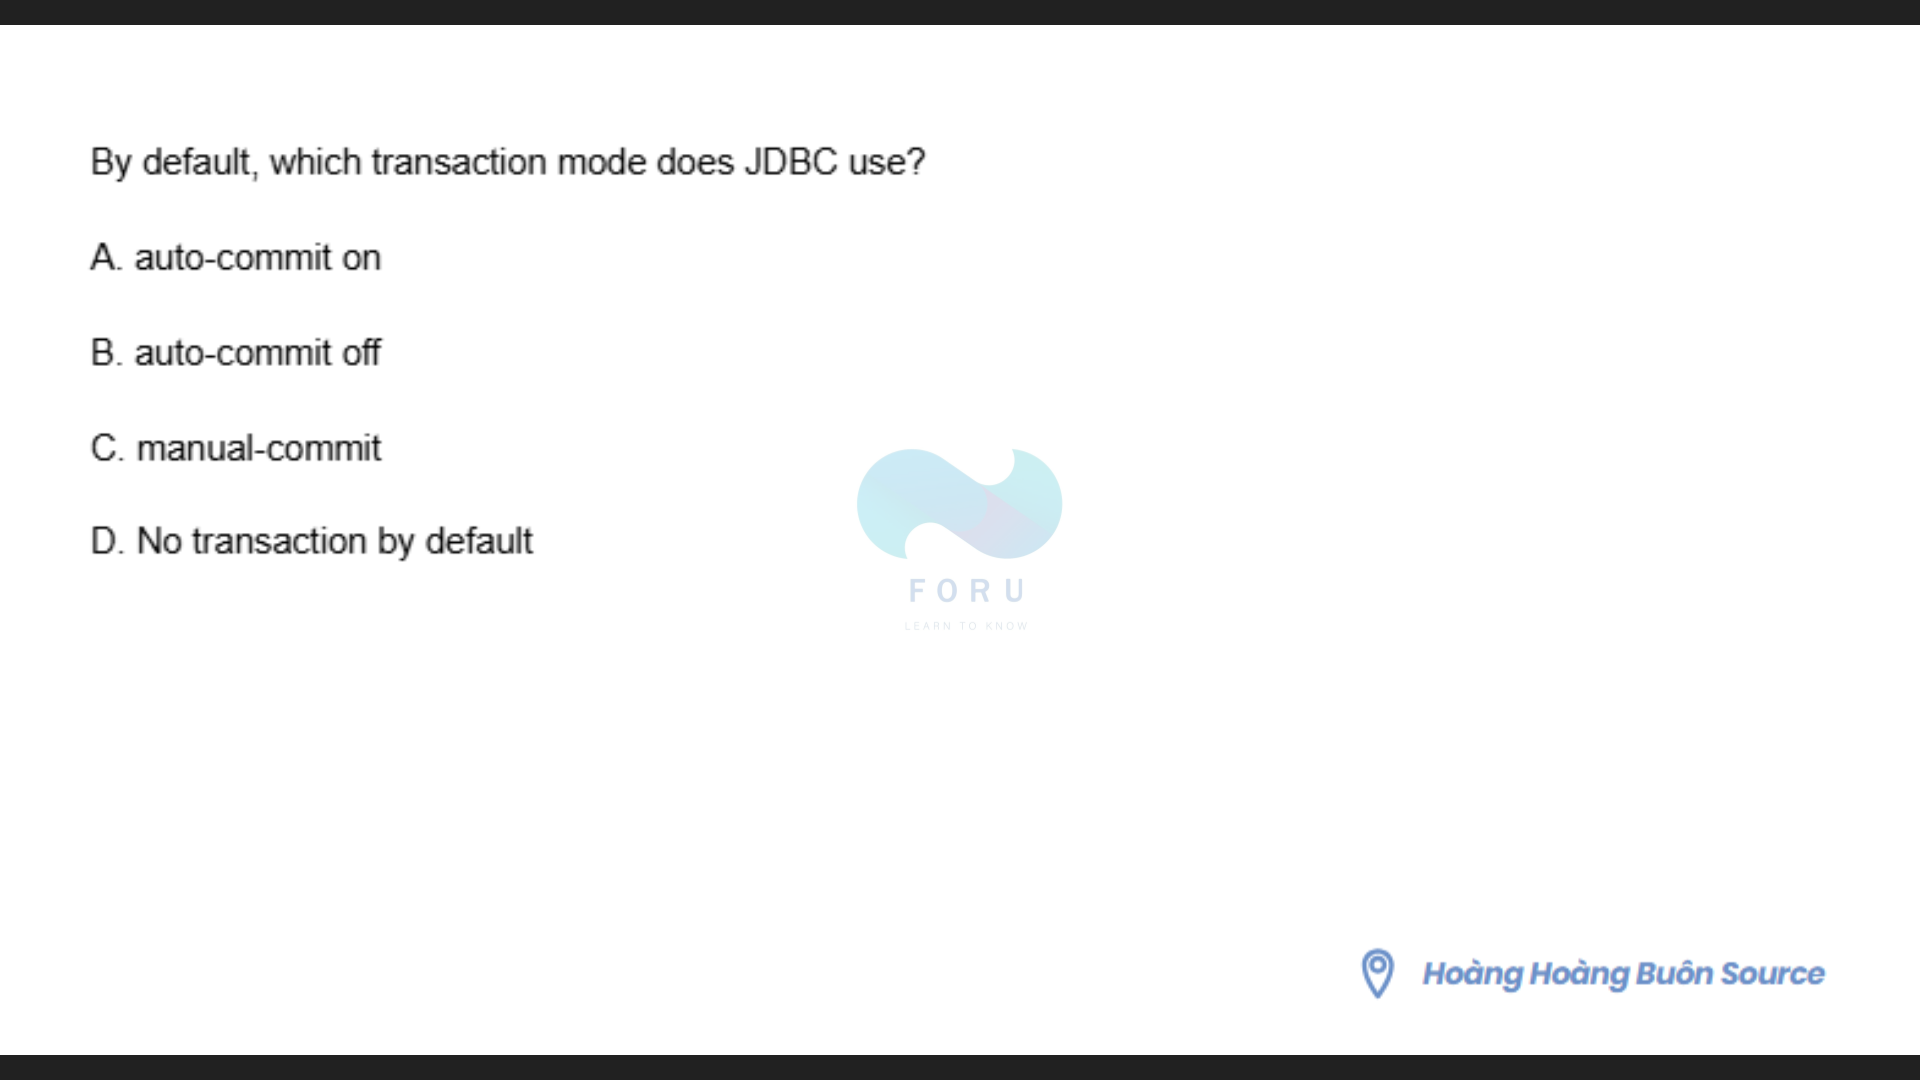 By default, which transaction mode does JDBC use?
A. auto-commit on
B. auto-commit off
C. manual-commit
D. No transaction by default
FORU
LEARN TO KNOW
Hoàng Hoàng Buôn Source